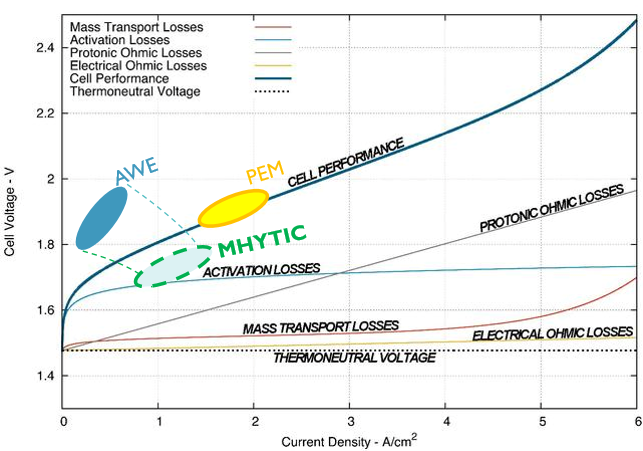 Mass Transport Losses
Activation Losses
Protonic Ohmic Losses
Electrical Ohmic Losses
Cell Performance
Thermoneutral Voltage
2.4
2.2
2
1.8
1.6
1.4
Cell Voltage - V
AWE
PEM
MHYTIC
CELL PERFORMANCE
PROTONIC OHMIC LOSSES
ACTIVATION LOSSES
MASS TRANSPORT LOSSES
ELECTRICAL OHMIC LOSSES
THERMONEUTRAL VOLTAGE
0 1 2 3 4 5 6
Current Density - A/cm²